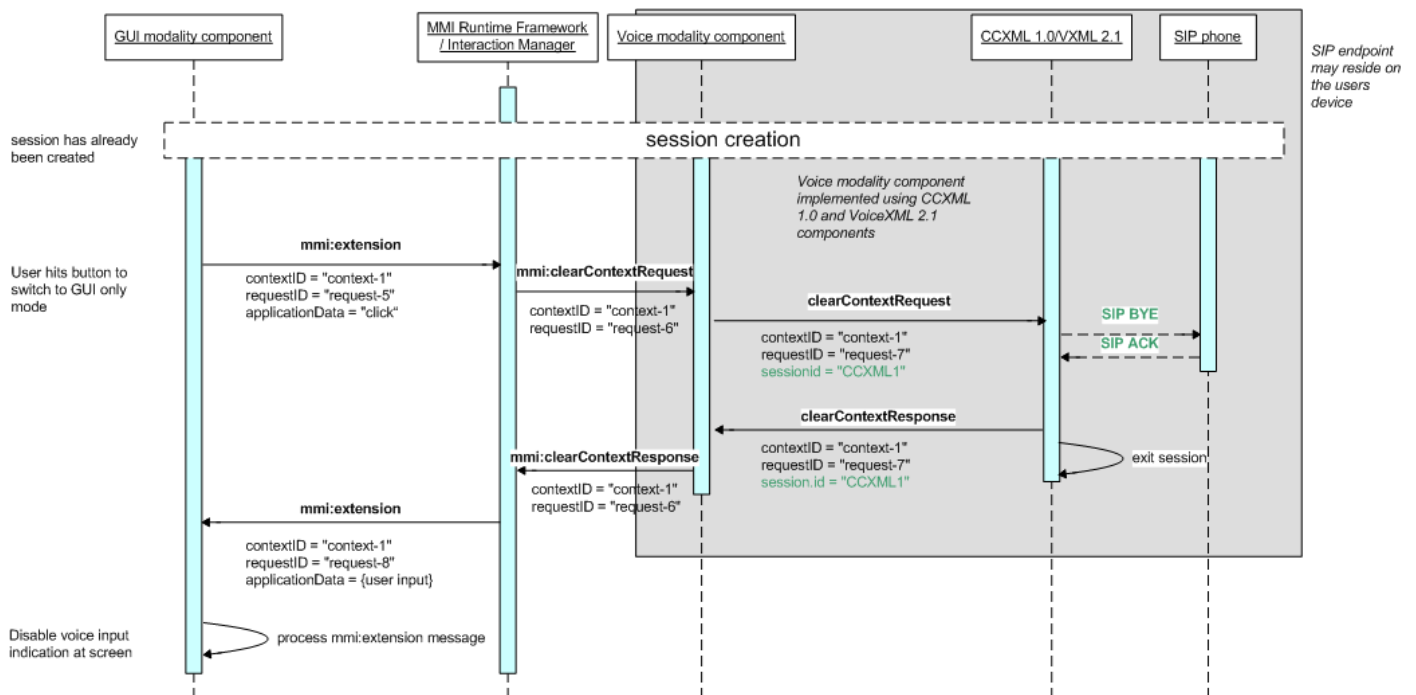 GUI modality component
MMI Runtime Framework
/ Interaction Manager
Voice modality component
CCXML 1.0/VXML 2.1
SIP phone
SIP endpoint
may reside on
the users
device
session has already
been created
session creation
Voice modality component
implemented using CCXML
1.0 and VoiceXML 2.1
components
User hits button to
switch to GUI only
mode
mmi:extension
contextID = "context-1"
requestID = "request-5"
applicationData = "click"
mmi:clearContextRequest
contextID = "context-1"
requestID = "request-6"
clearContextRequest
contextID = "context-1"
requestID = "request-7"
sessionid = "CCXML1"
SIP BYE
SIP ACK
clearContextResponse
contextID = "context-1"
requestID = "request-7"
session.id = "CCXML1"
exit session
mmi:clearContextResponse
contextID = "context-1"
requestID = "request-6"
mmi:extension
contextID = "context-1"
requestID = "request-8"
applicationData = {user input}
Disable voice input
indication at screen
process mmi:extension message